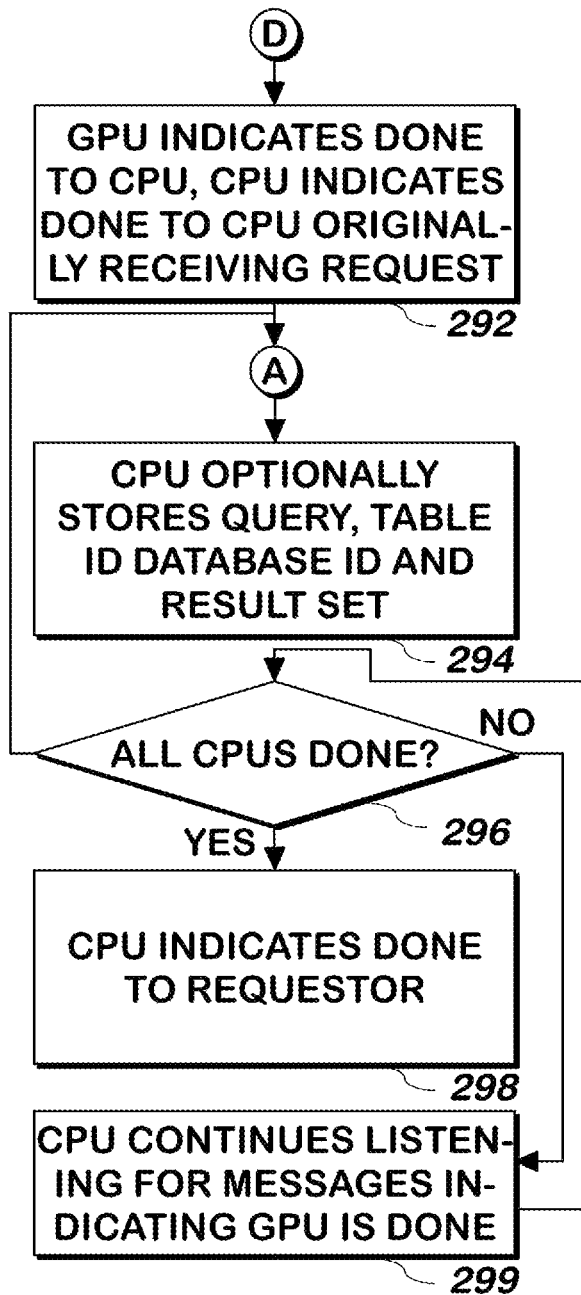 D
GPU INDICATES DONE
TO CPU, CPU INDICATES
DONE TO CPU ORIGINAL-
LY RECEIVING REQUEST
292
A
CPU OPTIONALLY
STORES QUERY, TABLE
ID DATABASE ID AND
RESULT SET
294
NO
ALL CPUS DONE?
296
YES
CPU INDICATES DONE
TO REQUESTOR
298
CPU CONTINUES LISTEN-
ING FOR MESSAGES IN-
DICATING GPU IS DONE
299